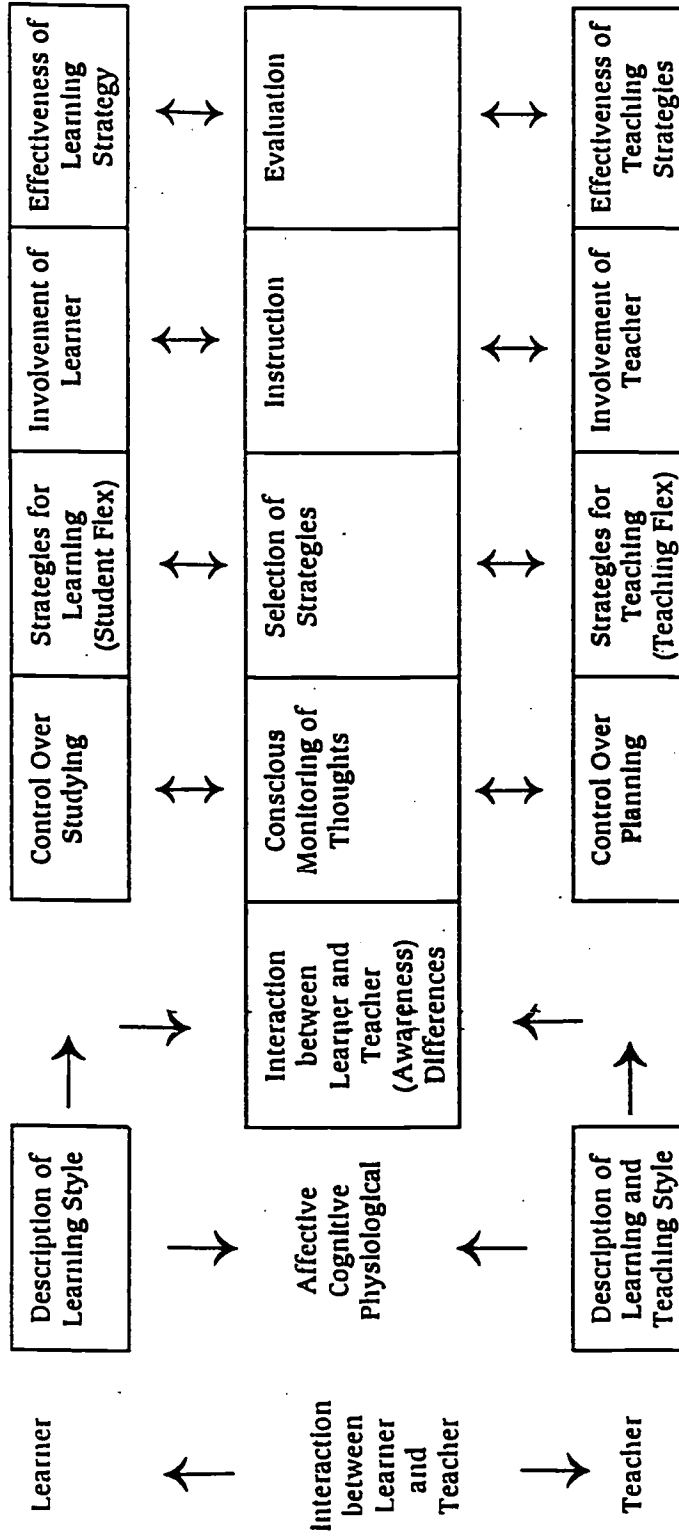 Learner
Description of
Learning Style
Control Over
Studying
Strategies for
Learning
(Student Flex)
Involvement of
Learner
Effectiveness of
Learning
Strategy
Interaction
between
Learner
and
Teacher
Affective
Cognitive
Physiological
Interaction
between
Learner and
Teacher
(Awareness)
Differences
Conscious
Monitoring of
Thoughts
Selection of
Strategies
Instruction
Evaluation
Teacher
Description of
Learning and
Teaching Style
Control Over
Planning
Strategies for
Teaching
(Teaching Flex)
Involvement of
Teacher
Effectiveness of
Teaching
Strategies